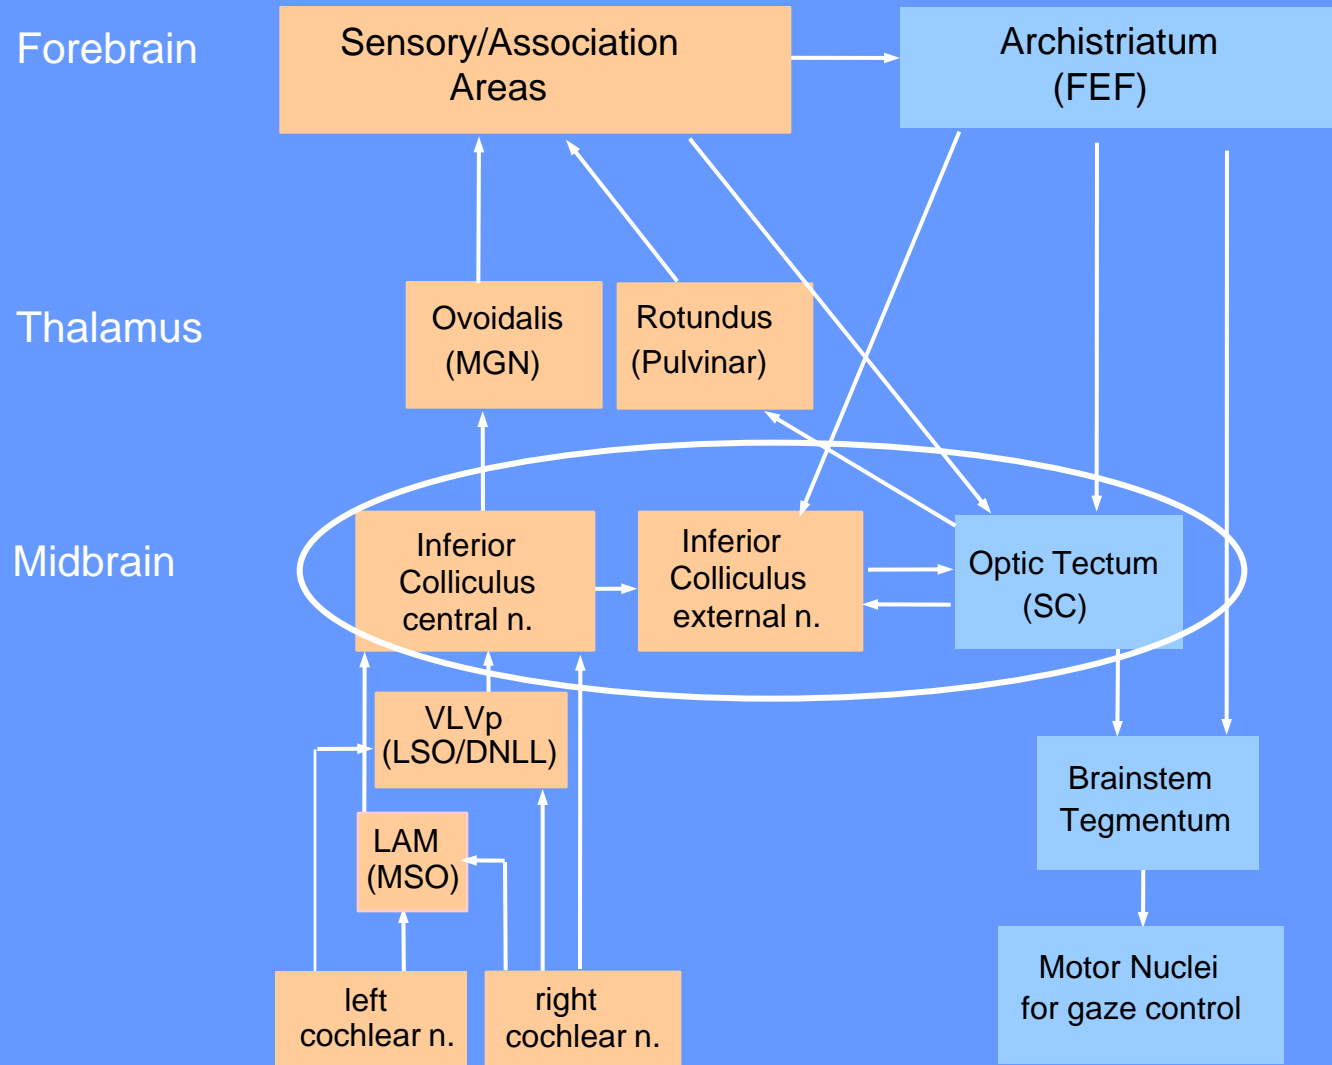 Forebrain
Sensory/Association
Areas
Archistriatum
(FEF)
Thalamus
Ovoidalis
(MGN)
Rotundus
(Pulvinar)
Midbrain
Inferior
Colliculus
central n.
Inferior
Colliculus
external n.
Optic Tectum
(SC)
VLVp
(LSO/DNLL)
LAM
(MSO)
Brainstem
Tegmentum
left
cochlear n.
right
cochlear n.
Motor Nuclei
for gaze control